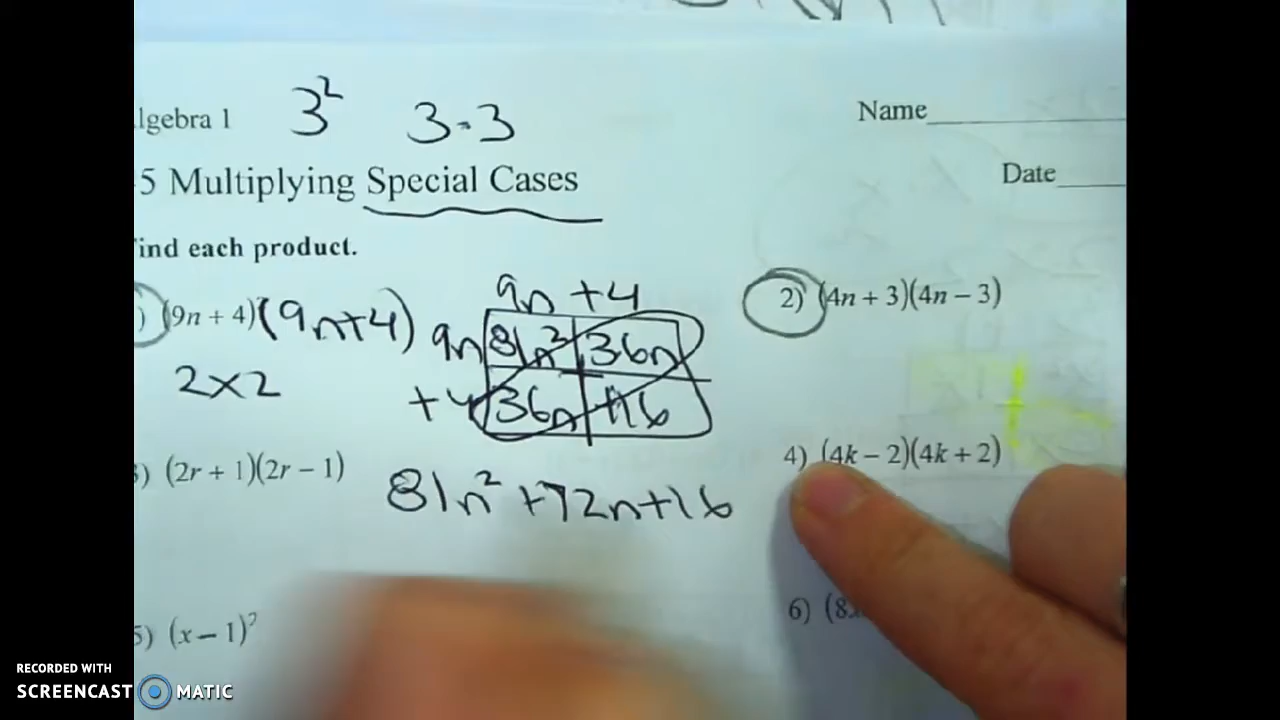 lgebra 1 3² 3·3 Name
5 Multiplying Special Cases Date
ind each product.
) (9n + 4)(9n+4) 9n +4 2) (4n + 3)(4n − 3)
9n 81n² 36n
2x2 +4 36n +16
) (2r + 1)(2r − 1) 4) (4k − 2)(4k + 2)
81n² +72n+16
5) (x − 1)² 6) (8
RECORDED WITH
SCREENCAST MATIC